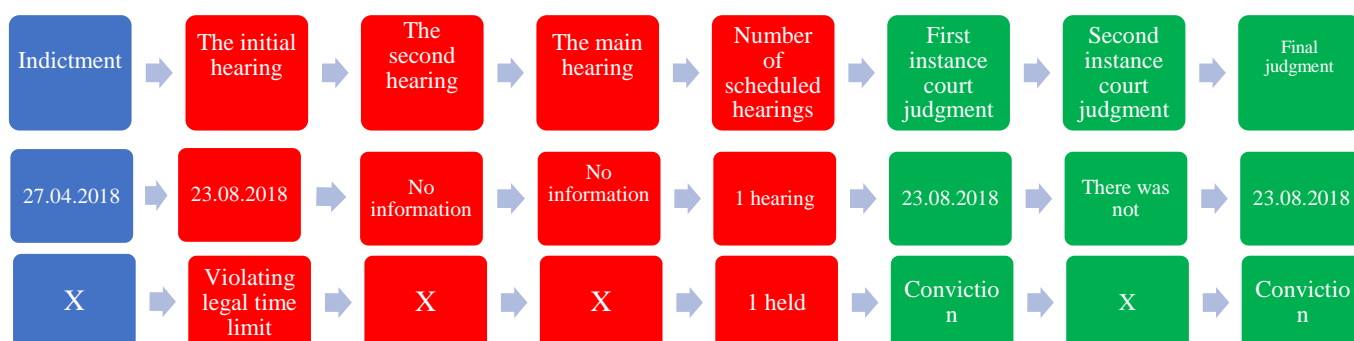 Indictment
The initial
hearing
The
second
hearing
The main
hearing
Number
of
scheduled
hearings
First
instance
court
judgment
Second
instance
court
judgment
Final
judgment
27.04.2018
23.08.2018
No
information
No
information
1 hearing
23.08.2018
There was
not
23.08.2018
X
Violating
legal time
limit
X
X
1 held
Convictio
n
X
Convictio
n